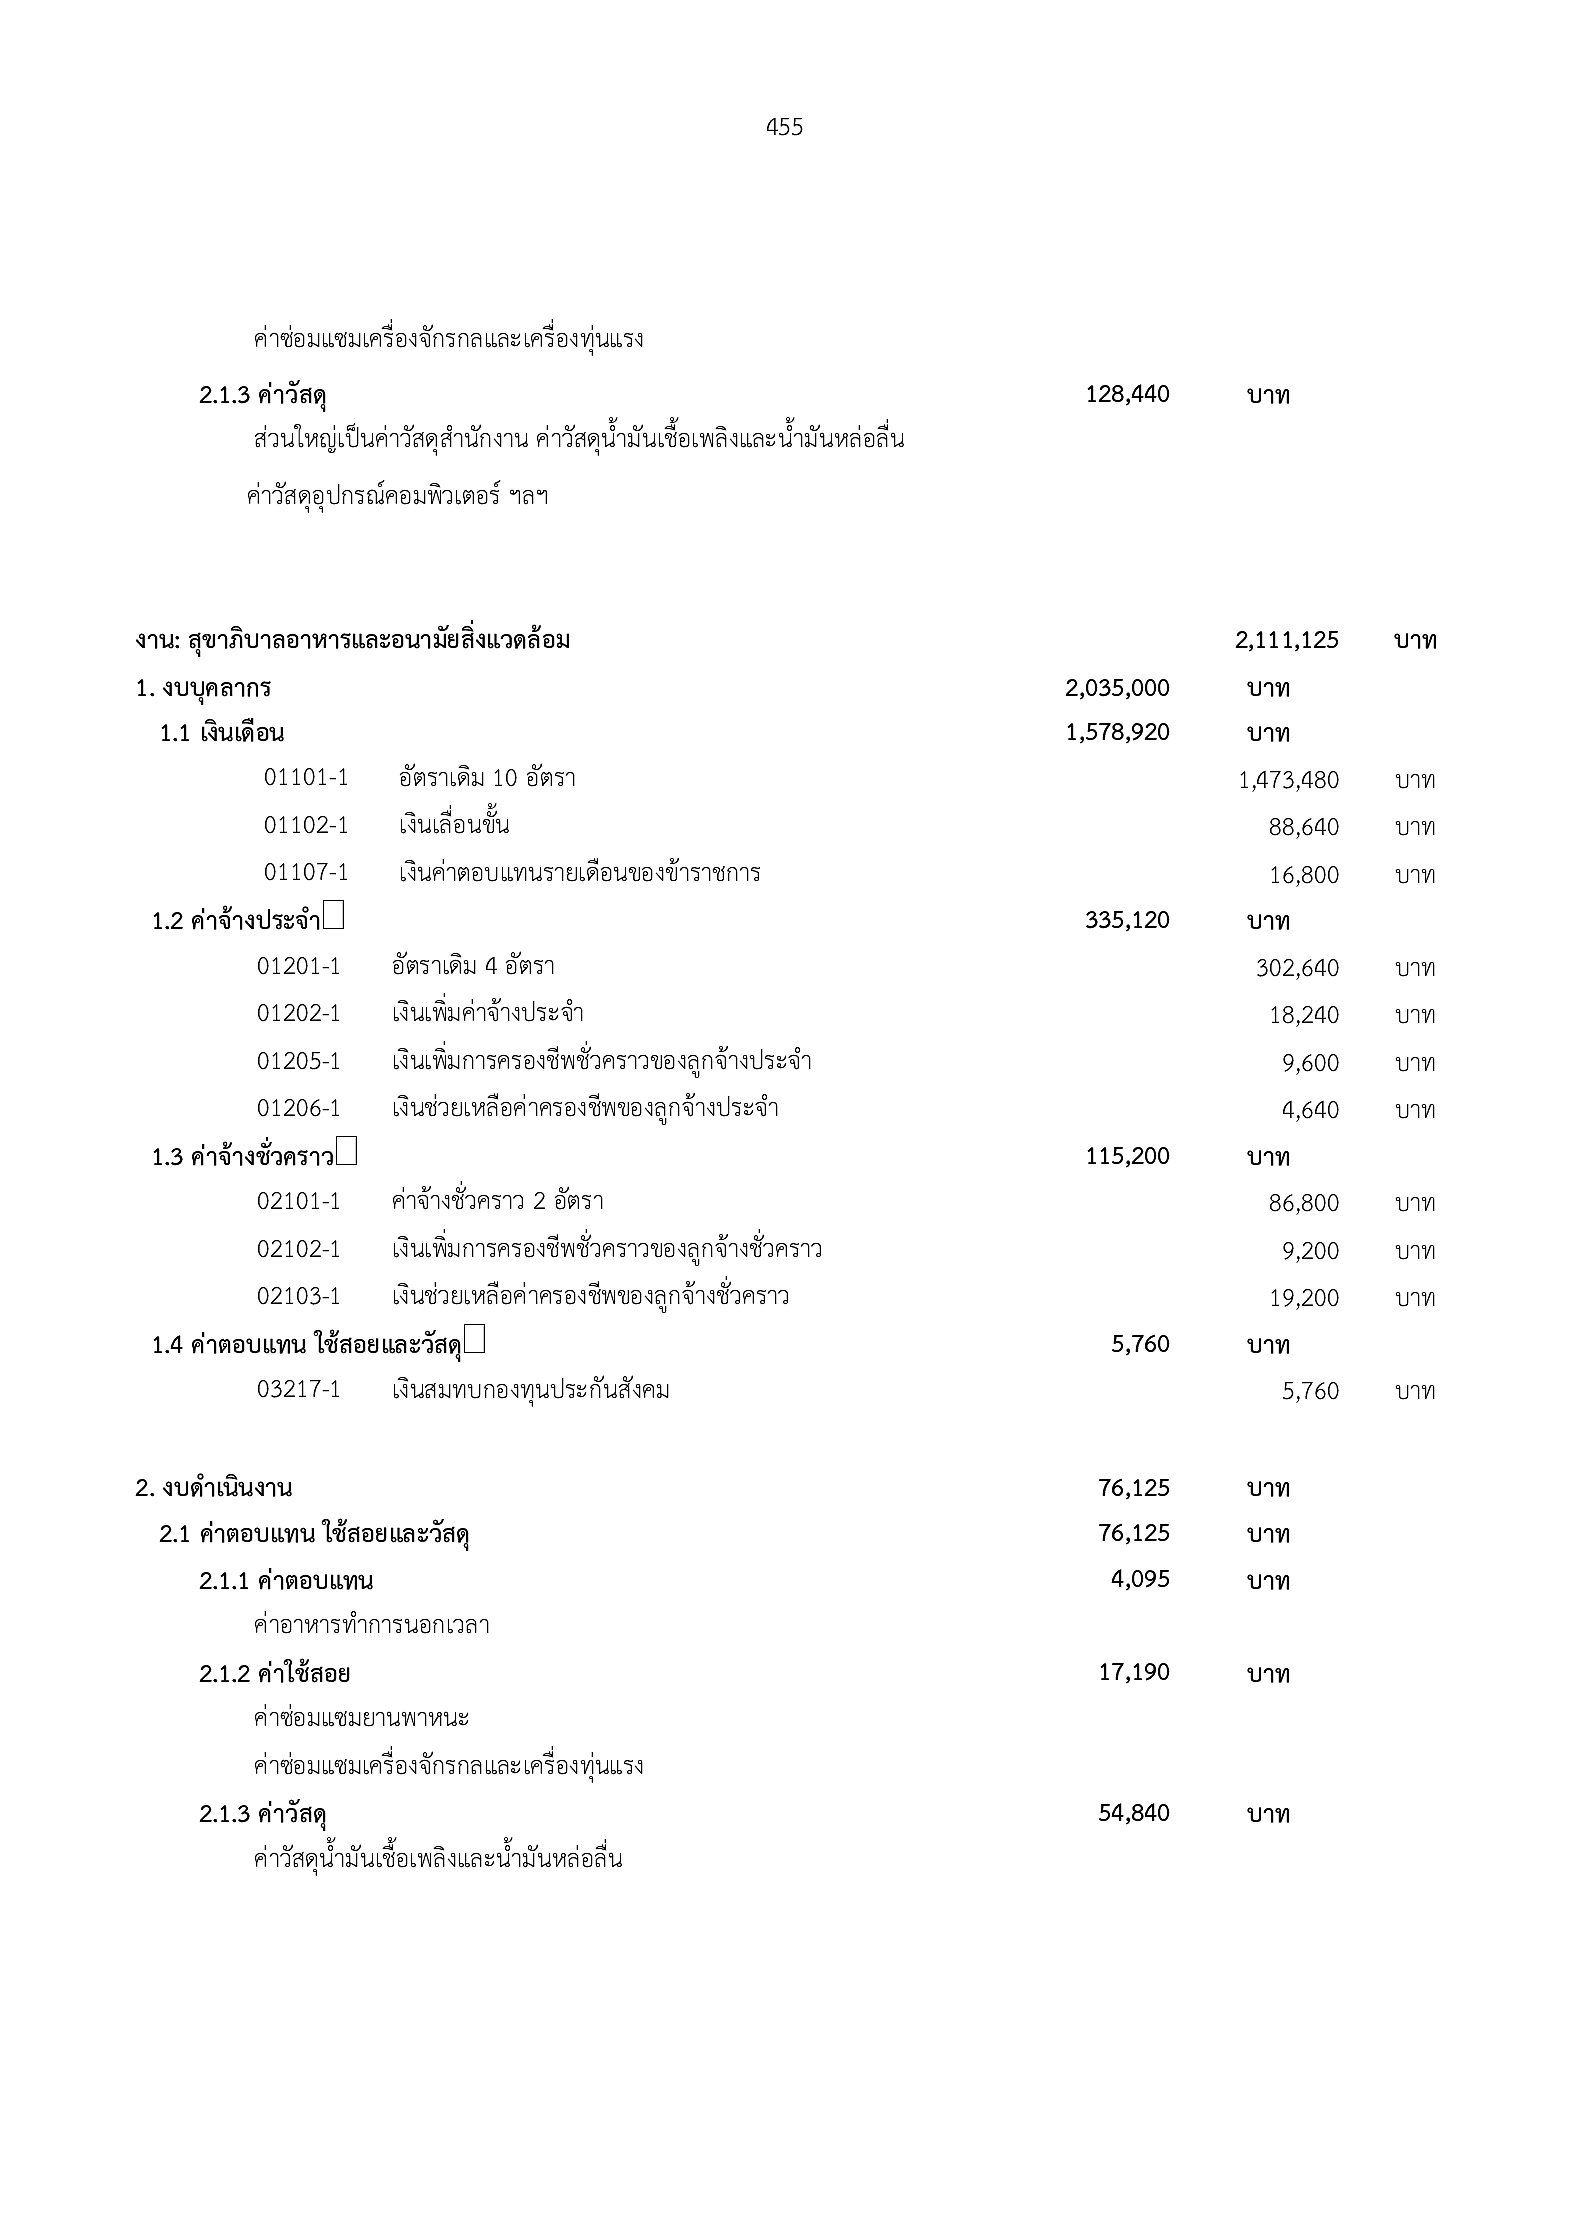 455
ค่าซ่อมแซมเครื่องจักรกลและเครื่องทุ่นแรง
2.1.3 ค่าวัสดุ 128,440 บาท
ส่วนใหญ่เป็นค่าวัสดุสำนักงาน ค่าวัสดุน้ำมันเชื้อเพลิงและน้ำมันหล่อลื่น
ค่าวัสดุอุปกรณ์คอมพิวเตอร์ ฯลฯ
งาน: สุขาภิบาลอาหารและอนามัยสิ่งแวดล้อม 2,111,125 บาท
1. งบบุคลากร 2,035,000 บาท
1.1 เงินเดือน 1,578,920 บาท
01101-1 อัตราเดิม 10 อัตรา 1,473,480 บาท
01102-1 เงินเลื่อนขั้น 88,640 บาท
01107-1 เงินค่าตอบแทนรายเดือนของข้าราชการ 16,800 บาท
1.2 ค่าจ้างประจำ 335,120 บาท
01201-1 อัตราเดิม 4 อัตรา 302,640 บาท
01202-1 เงินเพิ่มค่าจ้างประจำ 18,240 บาท
01205-1 เงินเพิ่มการครองชีพชั่วคราวของลูกจ้างประจำ 9,600 บาท
01206-1 เงินช่วยเหลือค่าครองชีพของลูกจ้างประจำ 4,640 บาท
1.3 ค่าจ้างชั่วคราว 115,200 บาท
02101-1 ค่าจ้างชั่วคราว 2 อัตรา 86,800 บาท
02102-1 เงินเพิ่มการครองชีพชั่วคราวของลูกจ้างชั่วคราว 9,200 บาท
02103-1 เงินช่วยเหลือค่าครองชีพของลูกจ้างชั่วคราว 19,200 บาท
1.4 ค่าตอบแทน ใช้สอยและวัสดุ 5,760 บาท
03217-1 เงินสมทบกองทุนประกันสังคม 5,760 บาท
2. งบดำเนินงาน 76,125 บาท
2.1 ค่าตอบแทน ใช้สอยและวัสดุ 76,125 บาท
2.1.1 ค่าตอบแทน 4,095 บาท
ค่าอาหารทำการนอกเวลา
2.1.2 ค่าใช้สอย 17,190 บาท
ค่าซ่อมแซมยานพาหนะ
ค่าซ่อมแซมเครื่องจักรกลและเครื่องทุ่นแรง
2.1.3 ค่าวัสดุ 54,840 บาท
ค่าวัสดุน้ำมันเชื้อเพลิงและน้ำมันหล่อลื่น